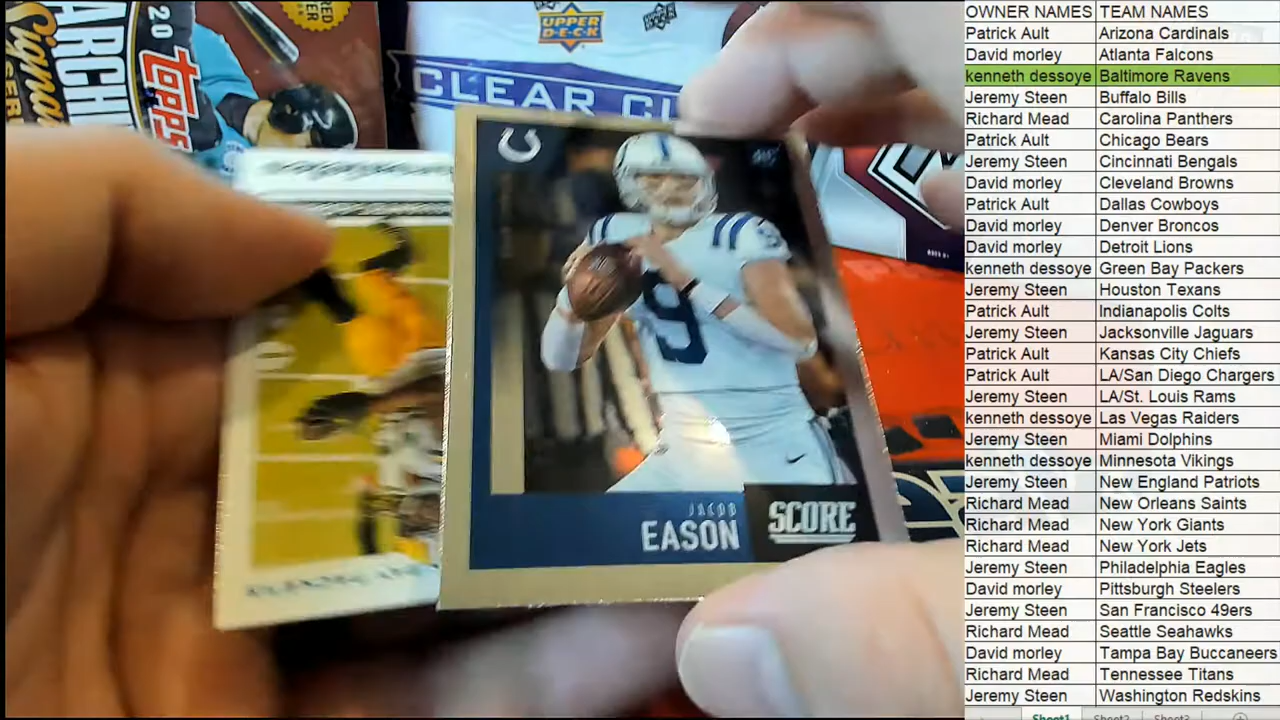 20
topps
UPPER
DECK
CLEAR CU
JACOB
EASON
SCORE
9
OWNER NAMES TEAM NAMES
Patrick Ault Arizona Cardinals
David morley Atlanta Falcons
kenneth dessoye Baltimore Ravens
Jeremy Steen Buffalo Bills
Richard Mead Carolina Panthers
Patrick Ault Chicago Bears
Jeremy Steen Cincinnati Bengals
David morley Cleveland Browns
Patrick Ault Dallas Cowboys
David morley Denver Broncos
David morley Detroit Lions
kenneth dessoye Green Bay Packers
Jeremy Steen Houston Texans
Patrick Ault Indianapolis Colts
Jeremy Steen Jacksonville Jaguars
Patrick Ault Kansas City Chiefs
Patrick Ault LA/San Diego Chargers
Jeremy Steen LA/St. Louis Rams
kenneth dessoye Las Vegas Raiders
Jeremy Steen Miami Dolphins
kenneth dessoye Minnesota Vikings
Jeremy Steen New England Patriots
Richard Mead New Orleans Saints
Richard Mead New York Giants
Richard Mead New York Jets
Jeremy Steen Philadelphia Eagles
David morley Pittsburgh Steelers
Jeremy Steen San Francisco 49ers
Richard Mead Seattle Seahawks
David morley Tampa Bay Buccaneers
Richard Mead Tennessee Titans
Jeremy Steen Washington Redskins
Sheet1 Sheet2 Sheet3